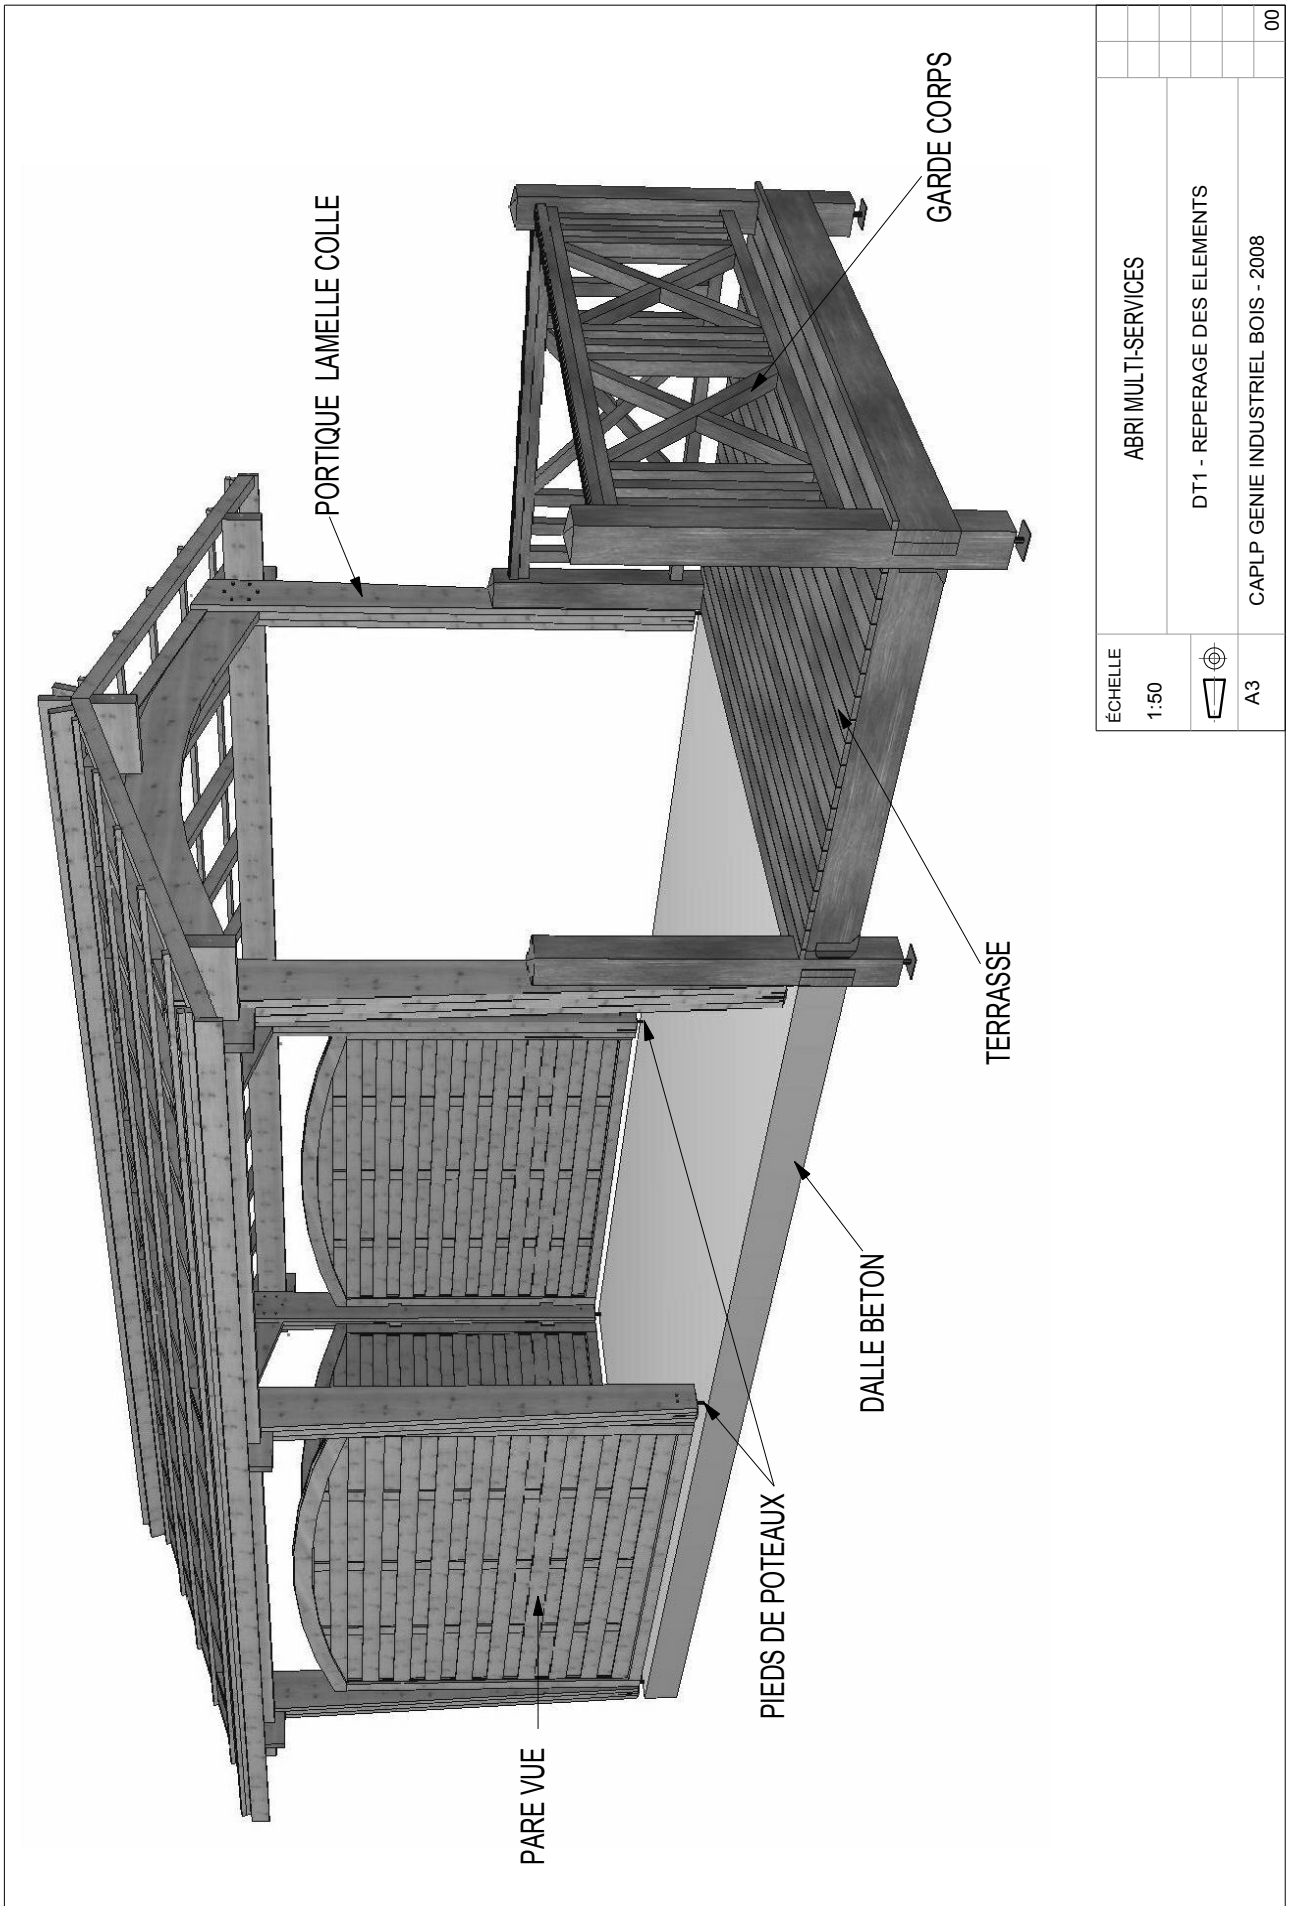 PORTIQUE LAMELLE COLLE
GARDE CORPS
PARE VUE
PIEDS DE POTEAUX
DALLE BETON
TERRASSE
ÉCHELLE
1:50
A3
ABRI MULTI-SERVICES
DT1 - REPERAGE DES ELEMENTS
CAPLP GENIE INDUSTRIEL BOIS - 2008
00